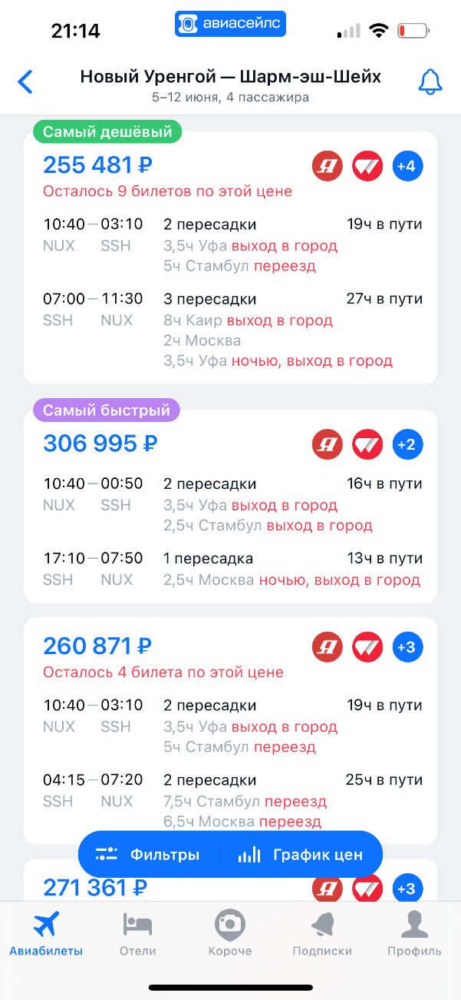 21:14
авиасейлс
Новый Уренгой — Шарм-эш-Шейх
5–12 июня, 4 пассажира
Самый дешёвый
255 481 ₽
Я
+4
Осталось 9 билетов по этой цене
10:40 — 03:10 2 пересадки 19ч в пути
NUX SSH 3,5ч Уфа выход в город
5ч Стамбул переезд
07:00 — 11:30 3 пересадки 27ч в пути
SSH NUX 8ч Каир выход в город
2ч Москва
3,5ч Уфа ночью, выход в город
Самый быстрый
306 995 ₽
Я
+2
10:40 — 00:50 2 пересадки 16ч в пути
NUX SSH 3,5ч Уфа выход в город
2,5ч Стамбул выход в город
17:10 — 07:50 1 пересадка 13ч в пути
SSH NUX 2,5ч Москва ночью, выход в город
260 871 ₽
Я
+3
Осталось 4 билета по этой цене
10:40 — 03:10 2 пересадки 19ч в пути
NUX SSH 3,5ч Уфа выход в город
5ч Стамбул переезд
04:15 — 07:20 2 пересадки 25ч в пути
SSH NUX 7,5ч Стамбул переезд
6,5ч Москва переезд
Фильтры График цен
271 361 ₽
Я
+3
Авиабилеты Отели Короче Подписки Профиль